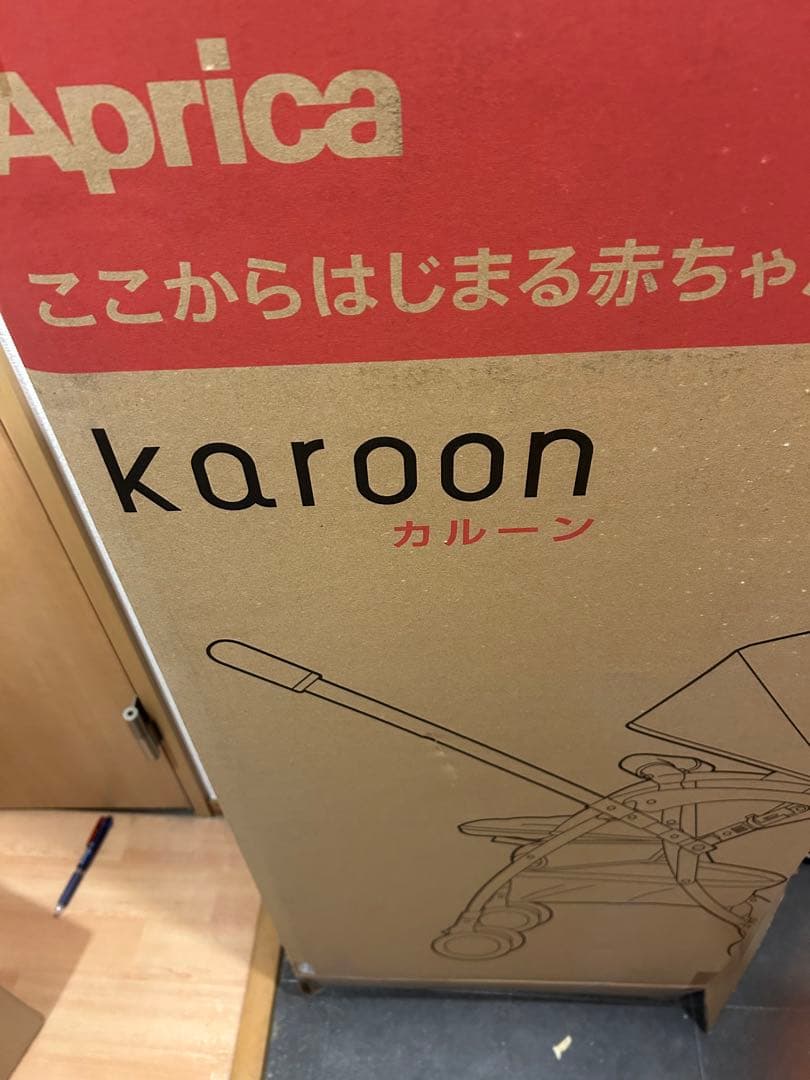 Aprica
ここからはじまる赤ちゃ
karoon
カルーン